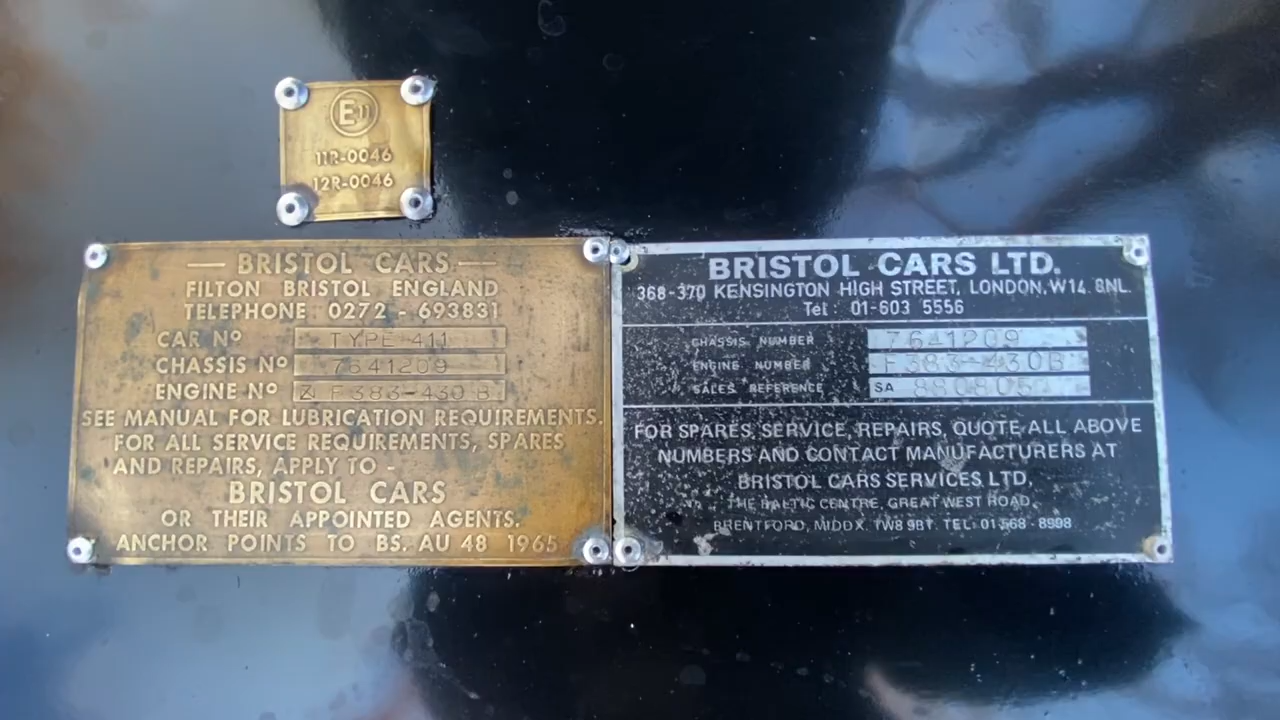 E11
11R-0046
12R-0046
— BRISTOL CARS —
FILTON BRISTOL ENGLAND
TELEPHONE 0272 - 693831
CAR Nº TYPE 411
CHASSIS Nº 7641209
ENGINE Nº F 383-430 B
SEE MANUAL FOR LUBRICATION REQUIREMENTS.
FOR ALL SERVICE REQUIREMENTS, SPARES
AND REPAIRS, APPLY TO -
BRISTOL CARS
OR THEIR APPOINTED AGENTS.
ANCHOR POINTS TO BS. AU 48 1965
BRISTOL CARS LTD.
368-370 KENSINGTON HIGH STREET, LONDON, W14 8NL.
Tel: 01-603 5556
CHASSIS NUMBER 7641209
ENGINE NUMBER F383-430B
SALES REFERENCE SA
FOR SPARES, SERVICE, REPAIRS, QUOTE ALL ABOVE
NUMBERS AND CONTACT MANUFACTURERS AT
BRISTOL CARS SERVICES LTD,
THE BALTIC CENTRE, GREAT WEST ROAD,
BRENTFORD, MIDDX. TW8 9BT. TEL: 01-568-8998